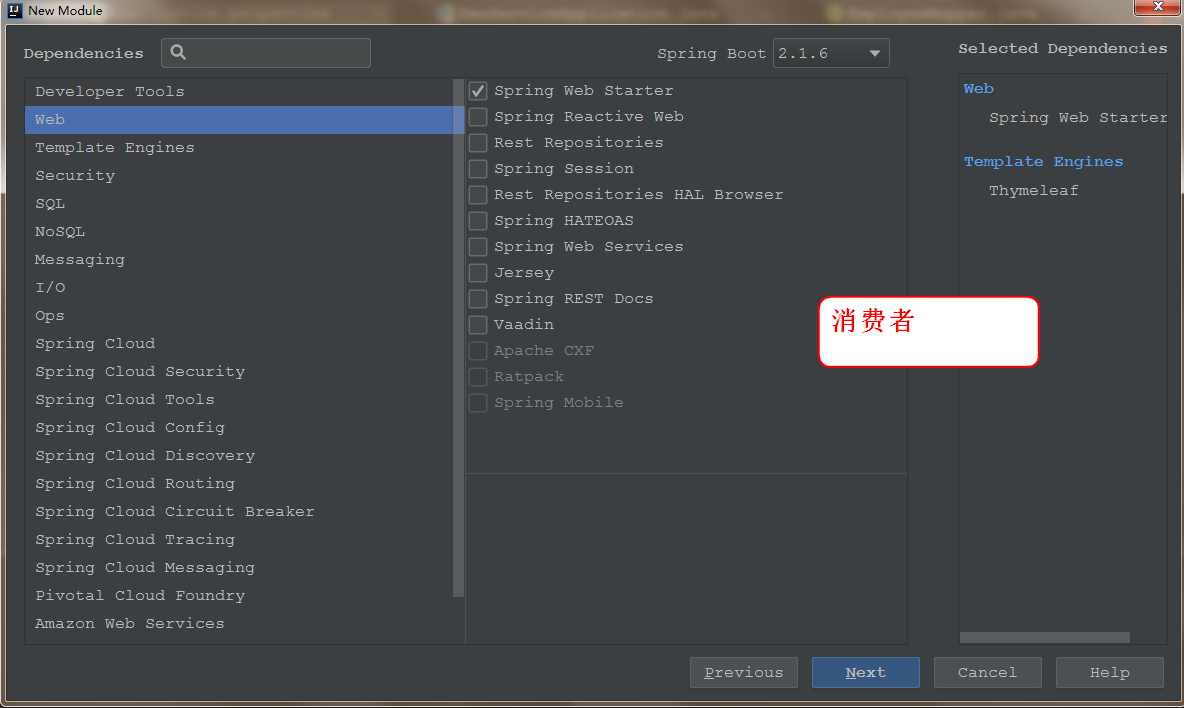 New Module
Dependencies
Spring Boot 2.1.6
Selected Dependencies
Developer Tools
Web
Template Engines
Security
SQL
NoSQL
Messaging
I/O
Ops
Spring Cloud
Spring Cloud Security
Spring Cloud Tools
Spring Cloud Config
Spring Cloud Discovery
Spring Cloud Routing
Spring Cloud Circuit Breaker
Spring Cloud Tracing
Spring Cloud Messaging
Pivotal Cloud Foundry
Amazon Web Services
Spring Web Starter
Spring Reactive Web
Rest Repositories
Spring Session
Rest Repositories HAL Browser
Spring HATEOAS
Spring Web Services
Jersey
Spring REST Docs
Vaadin
Apache CXF
Ratpack
Spring Mobile
消费者
Web
Spring Web Starter
Template Engines
Thymeleaf
Previous
Next
Cancel
Help